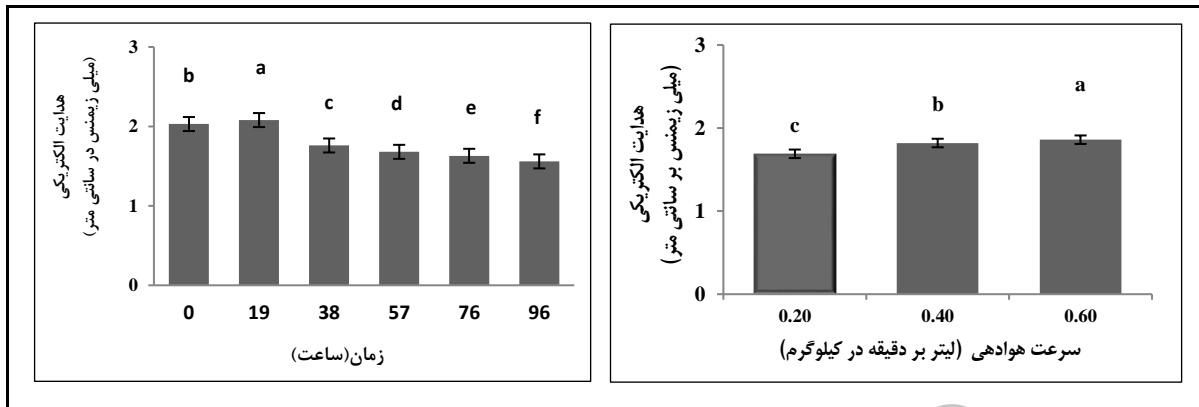 هدایت الکتریکی
(میلی زیمنس در سانتی متر)
3
2
1
0
b a c d e f
0 19 38 57 76 96
زمان(ساعت)
هدایت الکتریکی
(میلی زیمنس بر سانتی متر)
3
2
1
0
c b a
0.20 0.40 0.60
سرعت هوادهی (لیتر بر دقیقه در کیلوگرم)